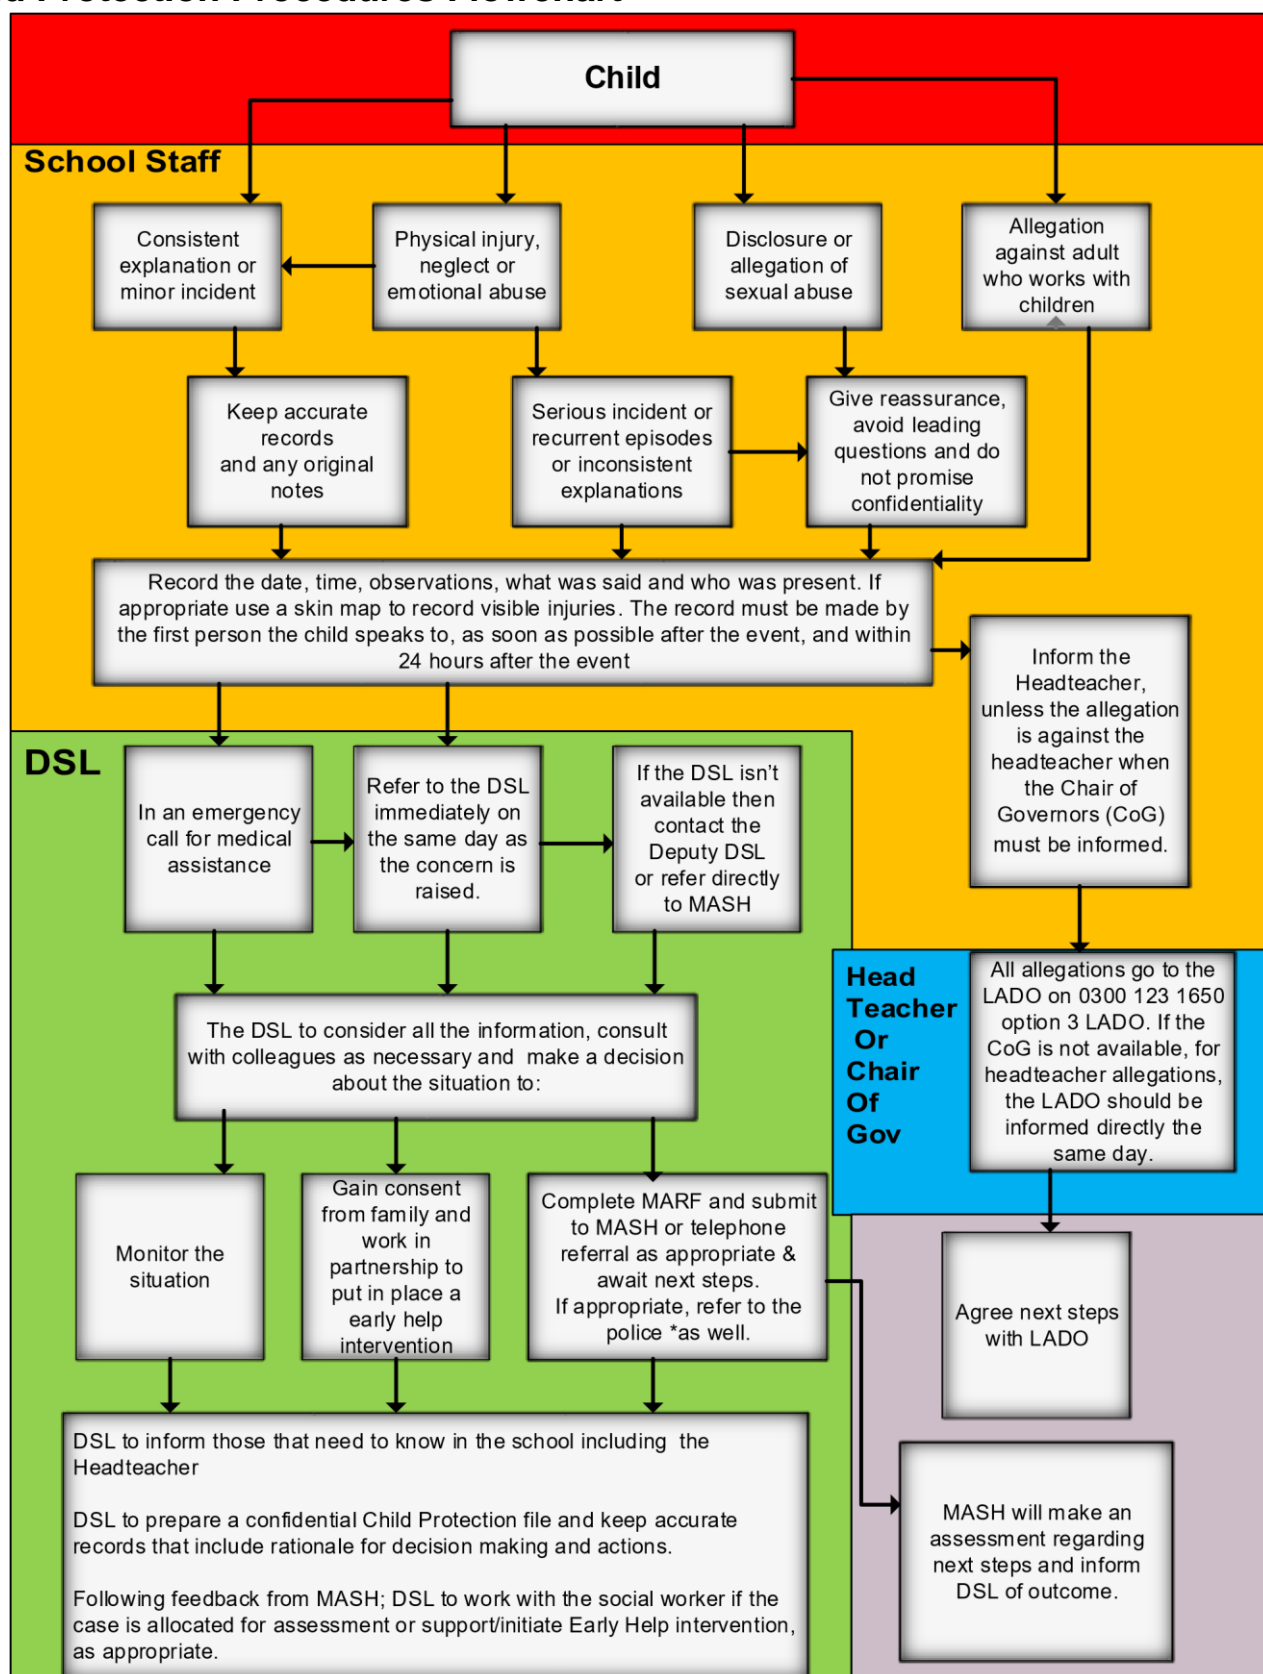 Protection Procedures Flowchart
Child
School Staff
Consistent
explanation or
minor incident
Physical injury,
neglect or
emotional abuse
Disclosure or
allegation of
sexual abuse
Allegation
against adult
who works with
children
Keep accurate
records
and any original
notes
Serious incident or
recurrent episodes
or inconsistent
explanations
Give reassurance,
avoid leading
questions and do
not promise
confidentiality
Record the date, time, observations, what was said and who was present. If
appropriate use a skin map to record visible injuries. The record must be made by
the first person the child speaks to, as soon as possible after the event, and within
24 hours after the event
Inform the
Headteacher,
unless the allegation
is against the
headteacher when
the Chair of
Governors (CoG)
must be informed.
DSL
In an emergency
call for medical
assistance
Refer to the DSL
immediately on
the same day as
the concern is
raised.
If the DSL isn't
available then
contact the
Deputy DSL
or refer directly
to MASH
Head
Teacher
Or
Chair
Of
Gov
All allegations go to the
LADO on 0300 123 1650
option 3 LADO. If the
CoG is not available, for
headteacher allegations,
the LADO should be
informed directly the
same day.
The DSL to consider all the information, consult
with colleagues as necessary and make a decision
about the situation to:
Monitor the
situation
Gain consent
from family and
work in
partnership to
put in place a
early help
intervention
Complete MARF and submit
to MASH or telephone
referral as appropriate &
await next steps.
If appropriate, refer to the
police *as well.
Agree next steps
with LADO
DSL to inform those that need to know in the school including the
Headteacher
DSL to prepare a confidential Child Protection file and keep accurate
records that include rationale for decision making and actions.
Following feedback from MASH; DSL to work with the social worker if the
case is allocated for assessment or support/initiate Early Help intervention,
as appropriate.
MASH will make an
assessment regarding
next steps and inform
DSL of outcome.